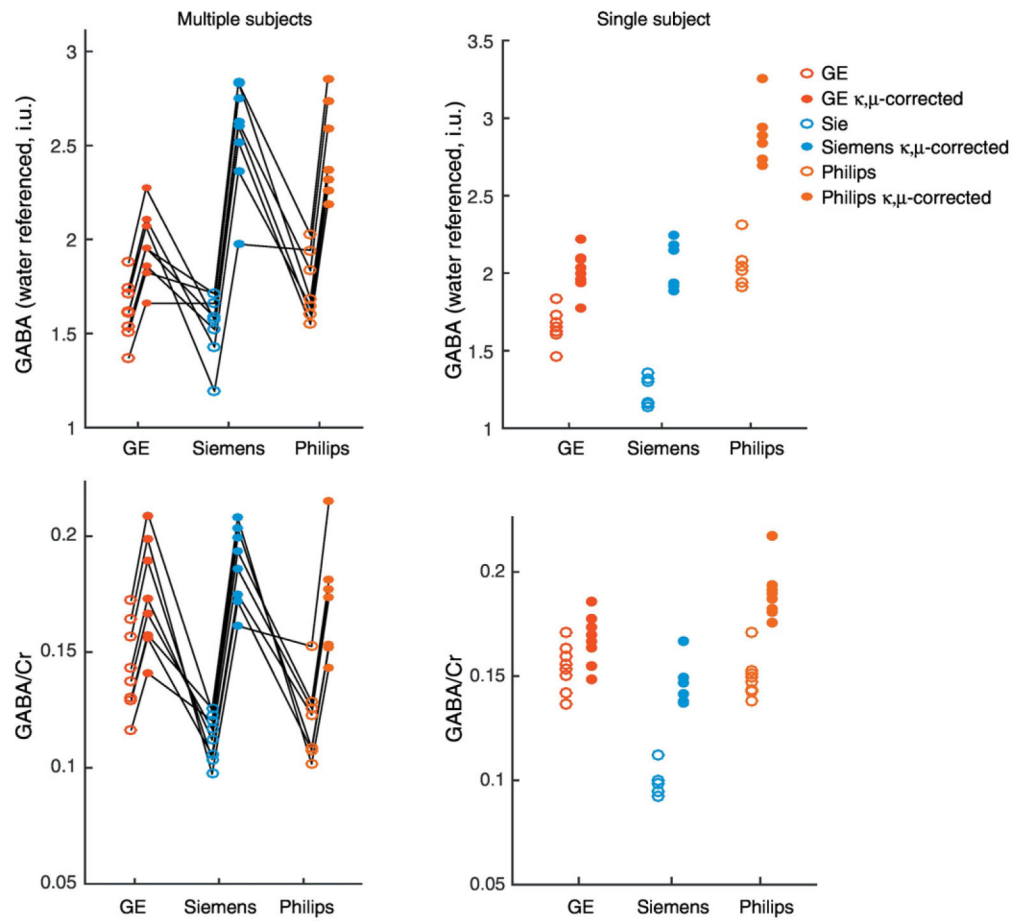 Multiple subjects
GABA (water referenced, i.u.)
3
2.5
2
1.5
1
GE Siemens Philips
Single subject
GABA (water referenced, i.u.)
3.5
3
2.5
2
1.5
1
GE Siemens Philips
GE
GE κ,μ-corrected
Sie
Siemens κ,μ-corrected
Philips
Philips κ,μ-corrected
GABA/Cr
0.2
0.15
0.1
0.05
GE Siemens Philips
GABA/Cr
0.2
0.15
0.1
0.05
GE Siemens Philips